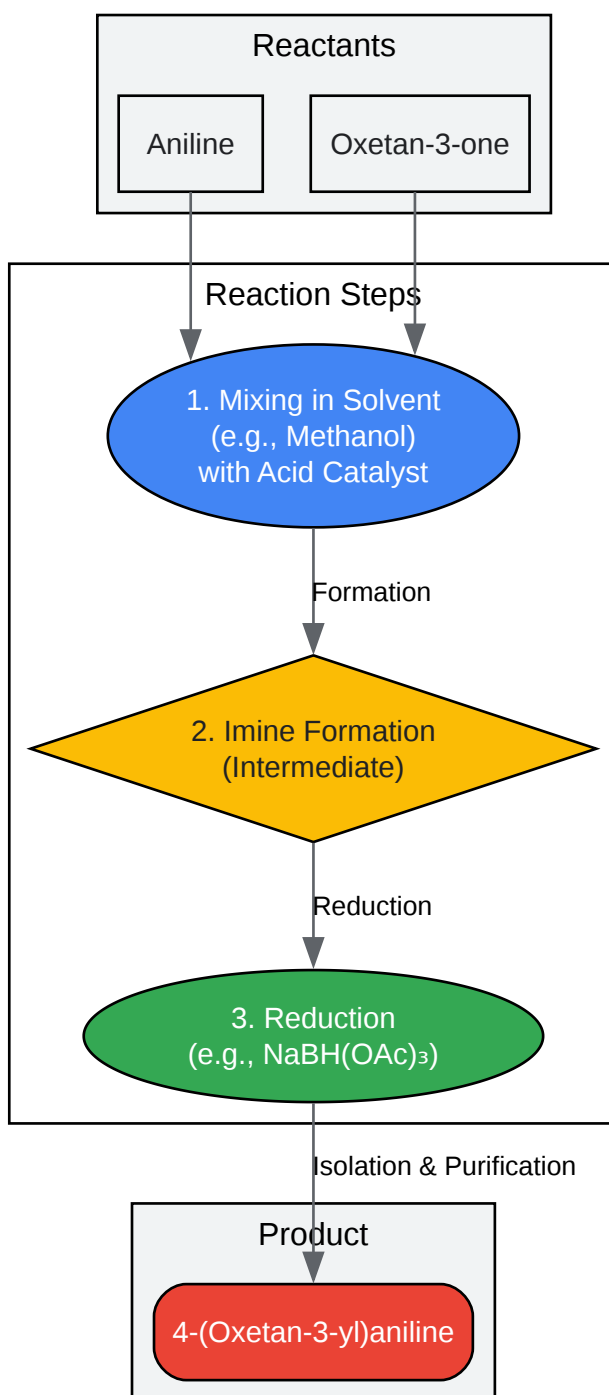 Reactants
Aniline
Oxetan-3-one
Reaction Steps
1. Mixing in Solvent
(e.g., Methanol)
with Acid Catalyst
Formation
2. Imine Formation
(Intermediate)
Reduction
3. Reduction
(e.g., NaBH(OAc)₃)
Isolation & Purification
Product
4-(Oxetan-3-yl)aniline